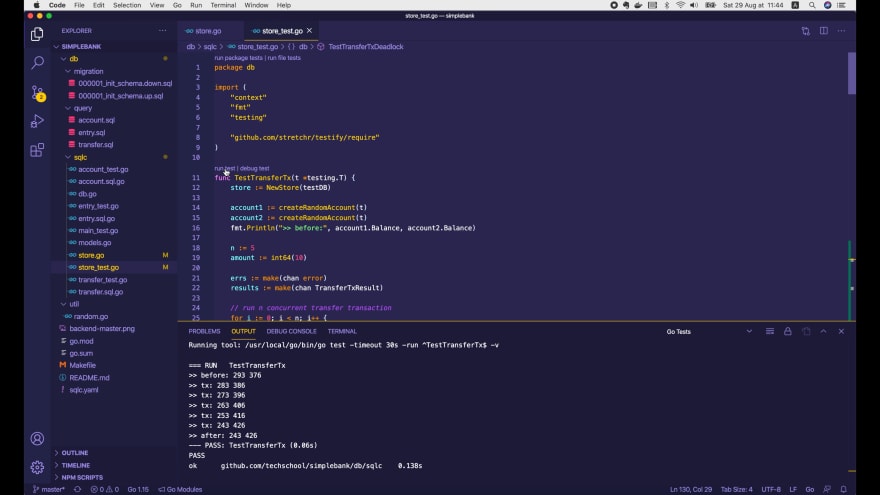 Code File Edit Selection View Go Run Terminal Window Help
Sat 29 Aug at 11:44
store_test.go — simplebank
EXPLORER
SIMPLEBANK
db
migration
000001_init_schema.down.sql
000001_init_schema.up.sql
query
account.sql
entry.sql
transfer.sql
sqlc
account_test.go
account.sql.go
db.go
entry_test.go
entry.sql.go
main_test.go
models.go
store.go M
store_test.go M
transfer_test.go
transfer.sql.go
util
random.go
backend-master.png
go.mod
go.sum
Makefile
README.md
sqlc.yaml
OUTLINE
TIMELINE
NPM SCRIPTS
store.go store_test.go
db > sqlc > store_test.go > {} db > TestTransferTxDeadlock
run package tests | run file tests
1 package db
2
3 import (
4 "context"
5 "fmt"
6 "testing"
7
8 "github.com/stretchr/testify/require"
9 )
10
run test | debug test
11 func TestTransferTx(t *testing.T) {
12 store := NewStore(testDB)
13
14 account1 := createRandomAccount(t)
15 account2 := createRandomAccount(t)
16 fmt.Println(">> before:", account1.Balance, account2.Balance)
17
18 n := 5
19 amount := int64(10)
20
21 errs := make(chan error)
22 results := make(chan TransferTxResult)
23
24 // run n concurrent transfer transaction
25 for i := 0; i < n; i++ {
PROBLEMS OUTPUT DEBUG CONSOLE TERMINAL Go Tests
Running tool: /usr/local/go/bin/go test -timeout 30s -run ^TestTransferTx$ -v
=== RUN TestTransferTx
>> before: 293 376
>> tx: 283 386
>> tx: 273 396
>> tx: 263 406
>> tx: 253 416
>> tx: 243 426
>> after: 243 426
--- PASS: TestTransferTx (0.06s)
PASS
ok github.com/techschool/simplebank/db/sqlc 0.138s
master* 0 0 Go 1.15 Go Modules Ln 130, Col 29 Tab Size: 4 UTF-8 LF Go